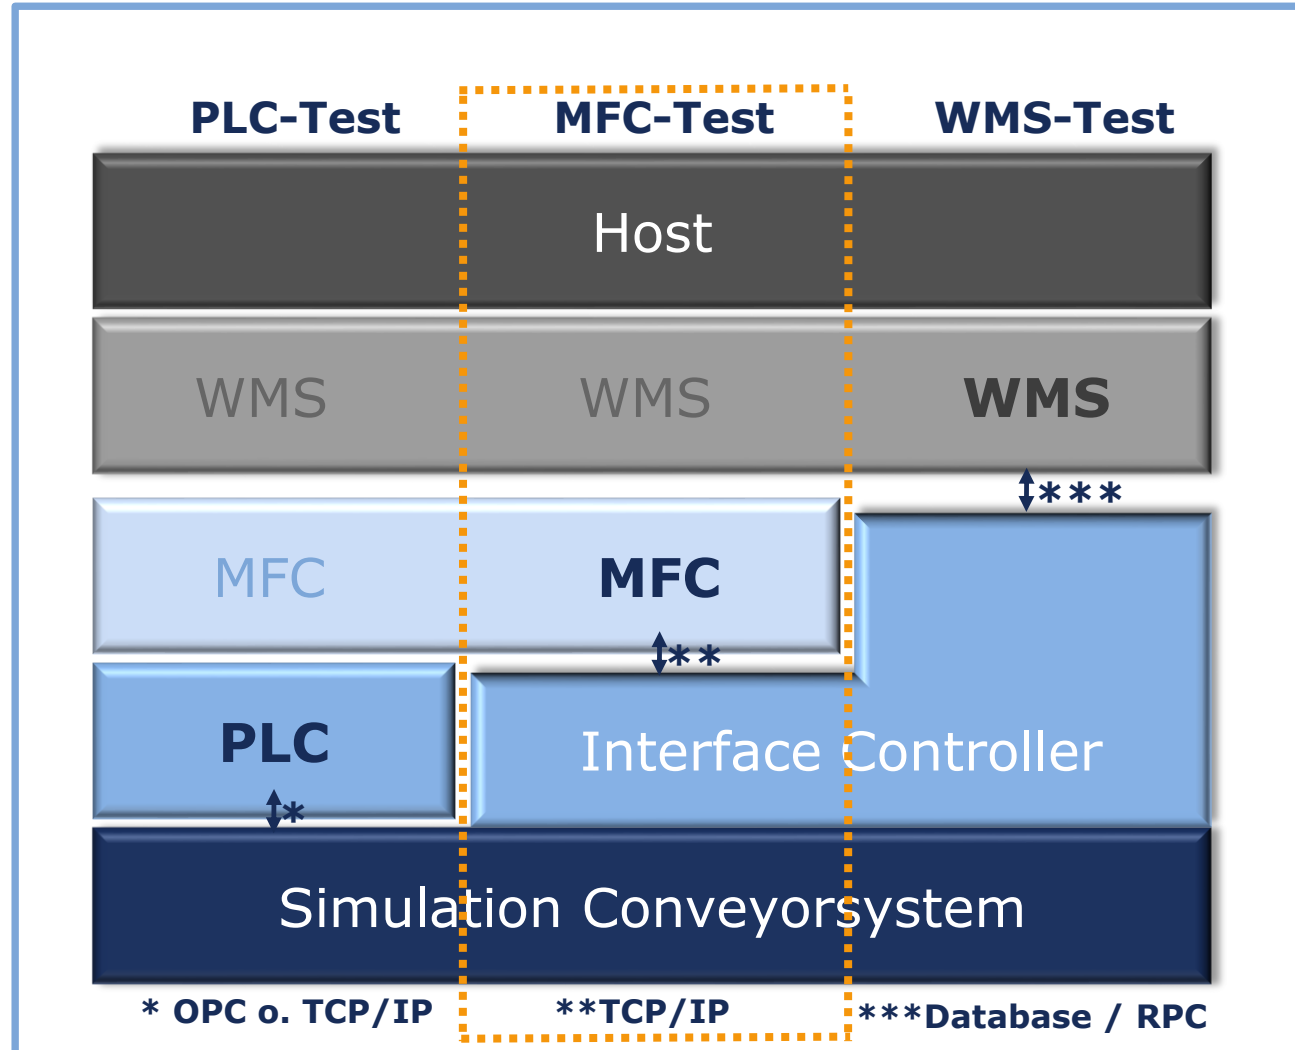 PLC-Test MFC-Test WMS-Test
Host
WMS WMS WMS
***
MFC MFC
**
PLC
Interface Controller
*
Simulation Conveyorsystem
* OPC o. TCP/IP **TCP/IP ***Database / RPC